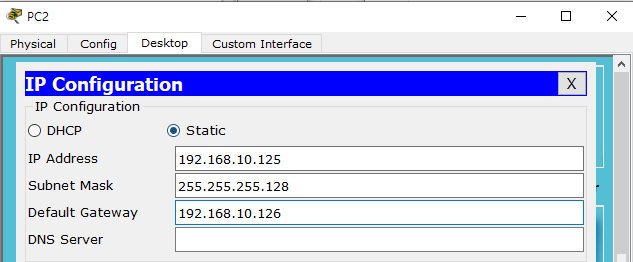 PC2
Physical Config Desktop Custom Interface
IP Configuration X
IP Configuration
DHCP Static
IP Address 192.168.10.125
Subnet Mask 255.255.255.128
Default Gateway 192.168.10.126
DNS Server